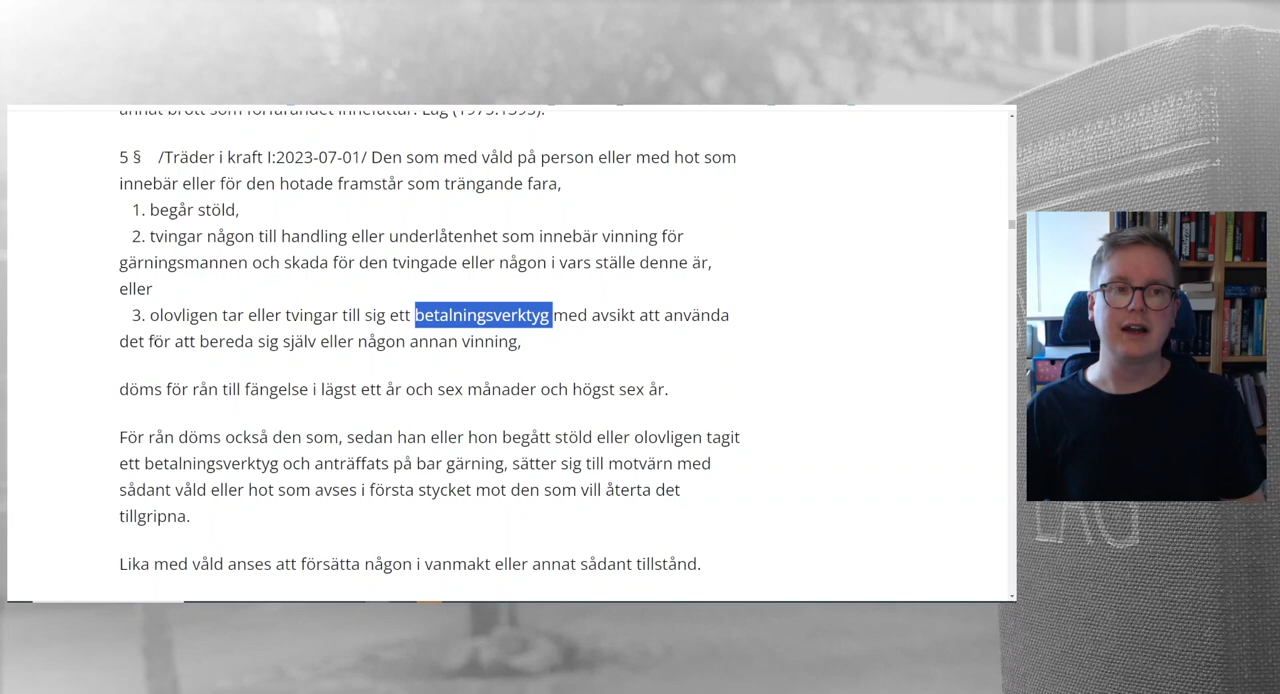 annat brott som förfarandet innefattar. Lag (1975:1395).
5 § /Träder i kraft I:2023-07-01/ Den som med våld på person eller med hot som
innebär eller för den hotade framstår som trängande fara,
1. begår stöld,
2. tvingar någon till handling eller underlåtenhet som innebär vinning för
gärningsmannen och skada för den tvingade eller någon i vars ställe denne är,
eller
3. olovligen tar eller tvingar till sig ett betalningsverktyg med avsikt att använda
det för att bereda sig själv eller någon annan vinning,
döms för rån till fängelse i lägst ett år och sex månader och högst sex år.
För rån döms också den som, sedan han eller hon begått stöld eller olovligen tagit
ett betalningsverktyg och anträffats på bar gärning, sätter sig till motvärn med
sådant våld eller hot som avses i första stycket mot den som vill återta det
tillgripna.
Lika med våld anses att försätta någon i vanmakt eller annat sådant tillstånd.
LAG